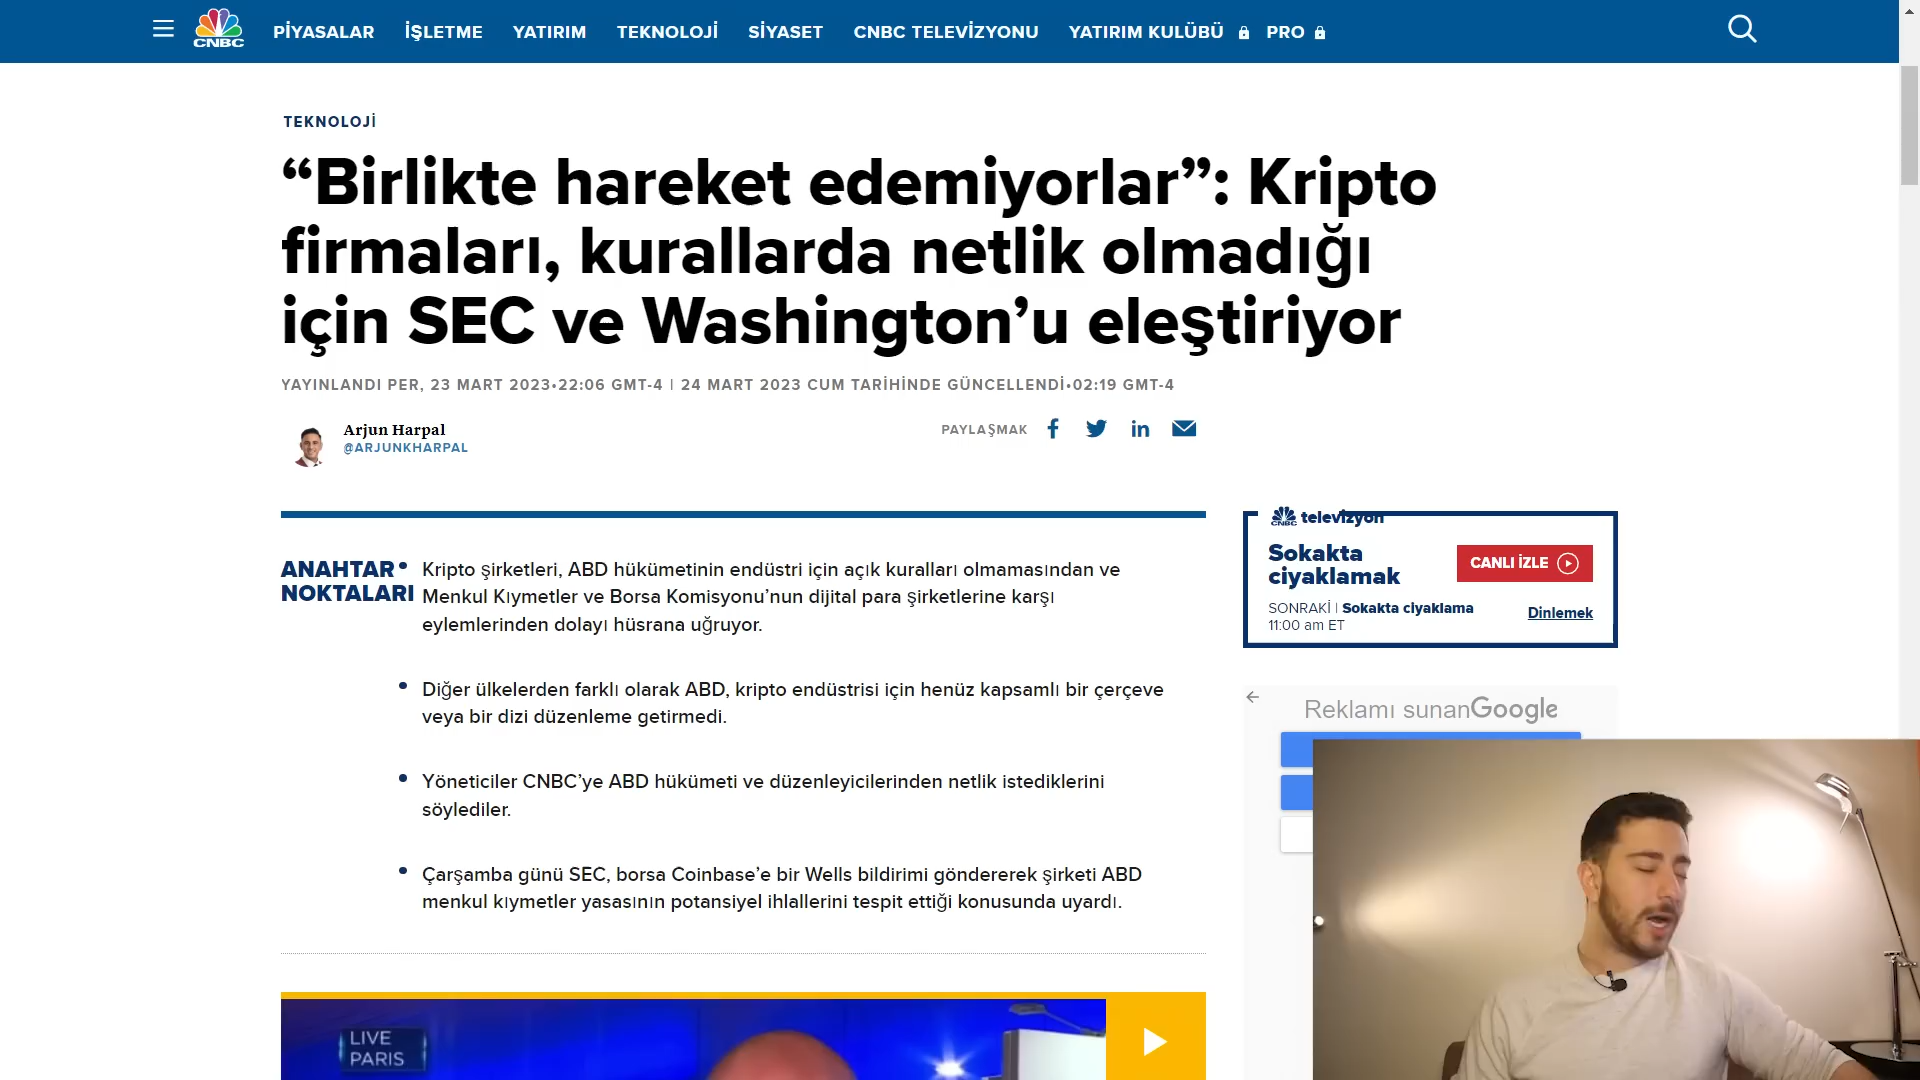 CNBC
PİYASALAR İŞLETME YATIRIM TEKNOLOJİ SİYASET CNBC TELEVİZYONU YATIRIM KULÜBÜ PRO
TEKNOLOJİ
“Birlikte hareket edemiyorlar”: Kripto
firmaları, kurallarda netlik olmadığı
için SEC ve Washington’u eleştiriyor
YAYINLANDI PER, 23 MART 2023•22:06 GMT-4 | 24 MART 2023 CUM TARİHİNDE GÜNCELLENDİ•02:19 GMT-4
Arjun Harpal
@ARJUNKHARPAL
PAYLAŞMAK
ANAHTAR
NOKTALARI
• Kripto şirketleri, ABD hükümetinin endüstri için açık kuralları olmamasından ve
Menkul Kıymetler ve Borsa Komisyonu’nun dijital para şirketlerine karşı
eylemlerinden dolayı hüsrana uğruyor.
• Diğer ülkelerden farklı olarak ABD, kripto endüstrisi için henüz kapsamlı bir çerçeve
veya bir dizi düzenleme getirmedi.
• Yöneticiler CNBC’ye ABD hükümeti ve düzenleyicilerinden netlik istediklerini
söylediler.
• Çarşamba günü SEC, borsa Coinbase’e bir Wells bildirimi göndererek şirketi ABD
menkul kıymetler yasasının potansiyel ihlallerini tespit ettiği konusunda uyardı.
CNBC televizyon
Sokakta
ciyaklamak
CANLI İZLE
SONRAKİ | Sokakta ciyaklama
11:00 am ET
Dinlemek
Reklamı sunanGoogle
LIVE
PARIS